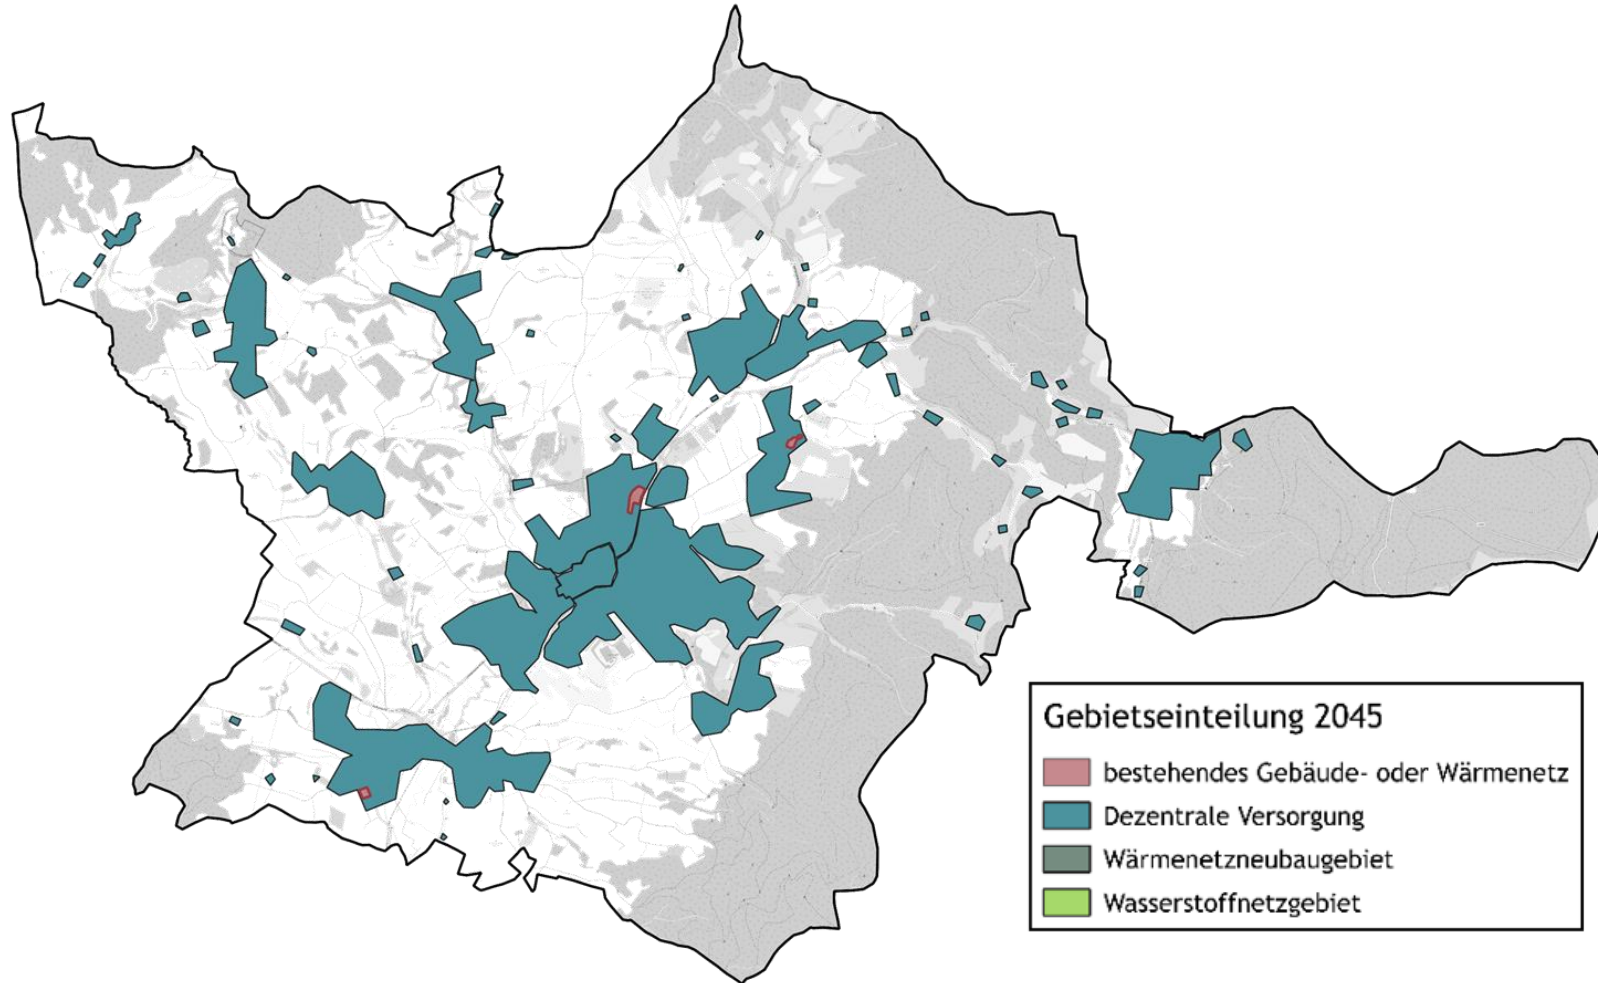 Gebietseinteilung 2045
bestehendes Gebäude- oder Wärmenetz
Dezentrale Versorgung
Wärmenetzneubaugebiet
Wasserstoffnetzgebiet